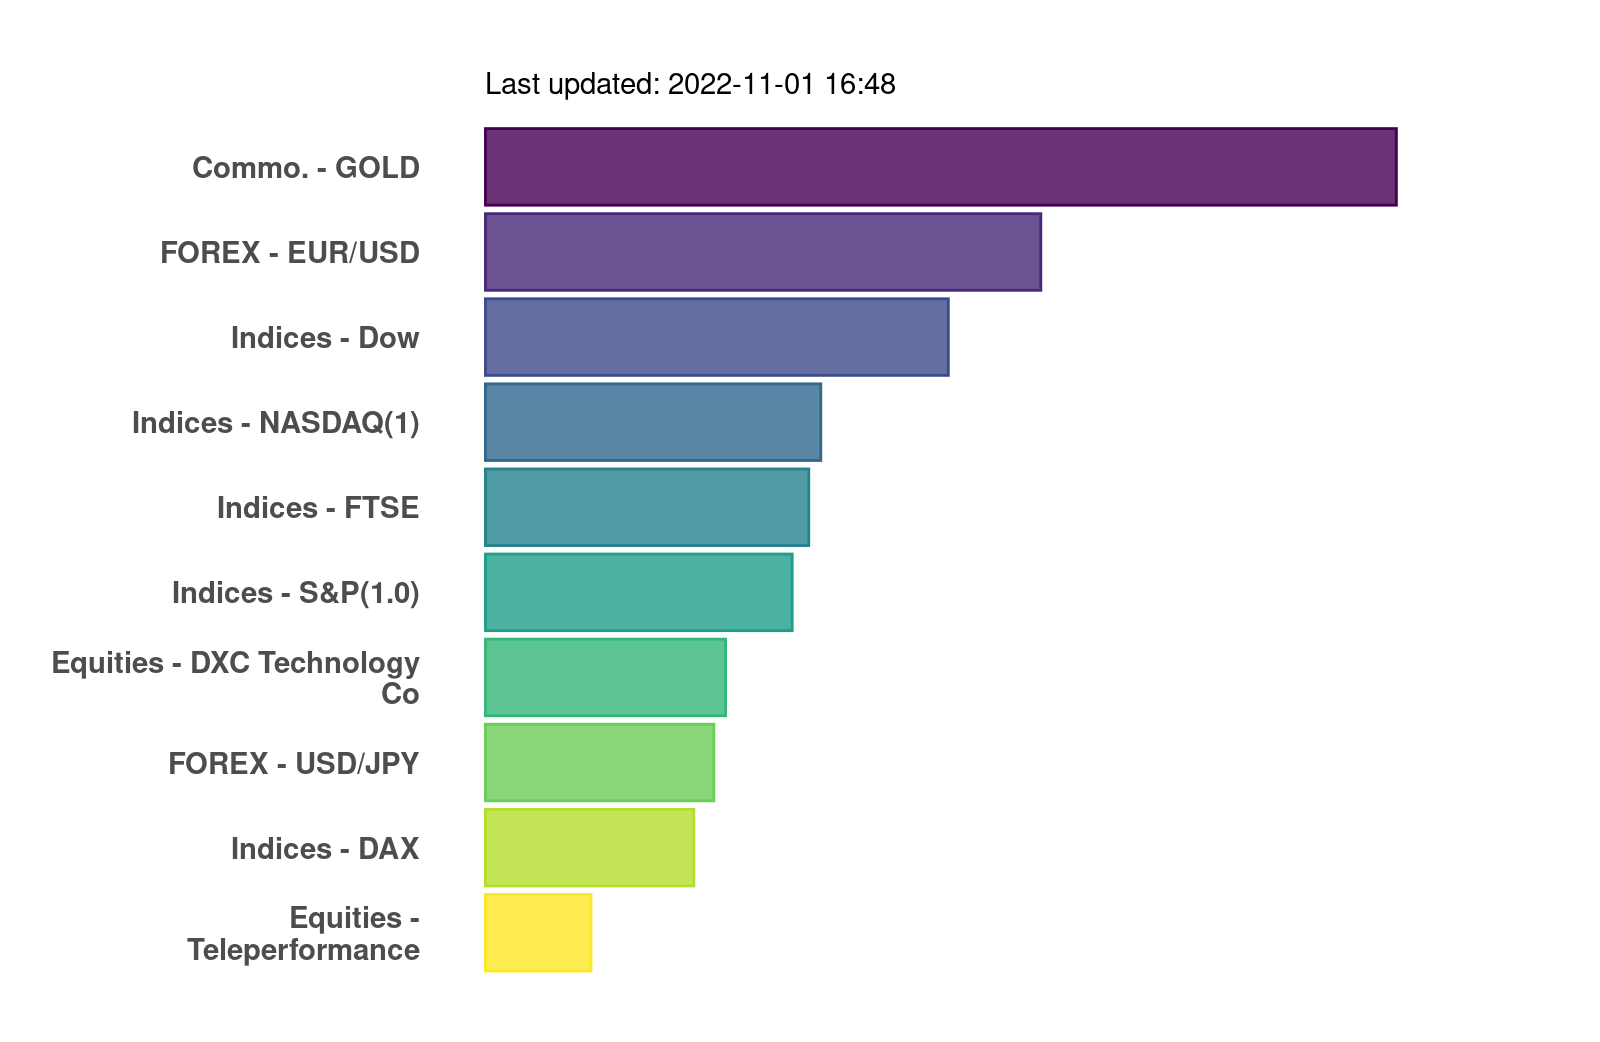 Last updated: 2022-11-01 16:48
Commo. - GOLD
FOREX - EUR/USD
Indices - Dow
Indices - NASDAQ(1)
Indices - FTSE
Indices - S&P(1.0)
Equities - DXC Technology
Co
FOREX - USD/JPY
Indices - DAX
Equities -
Teleperformance